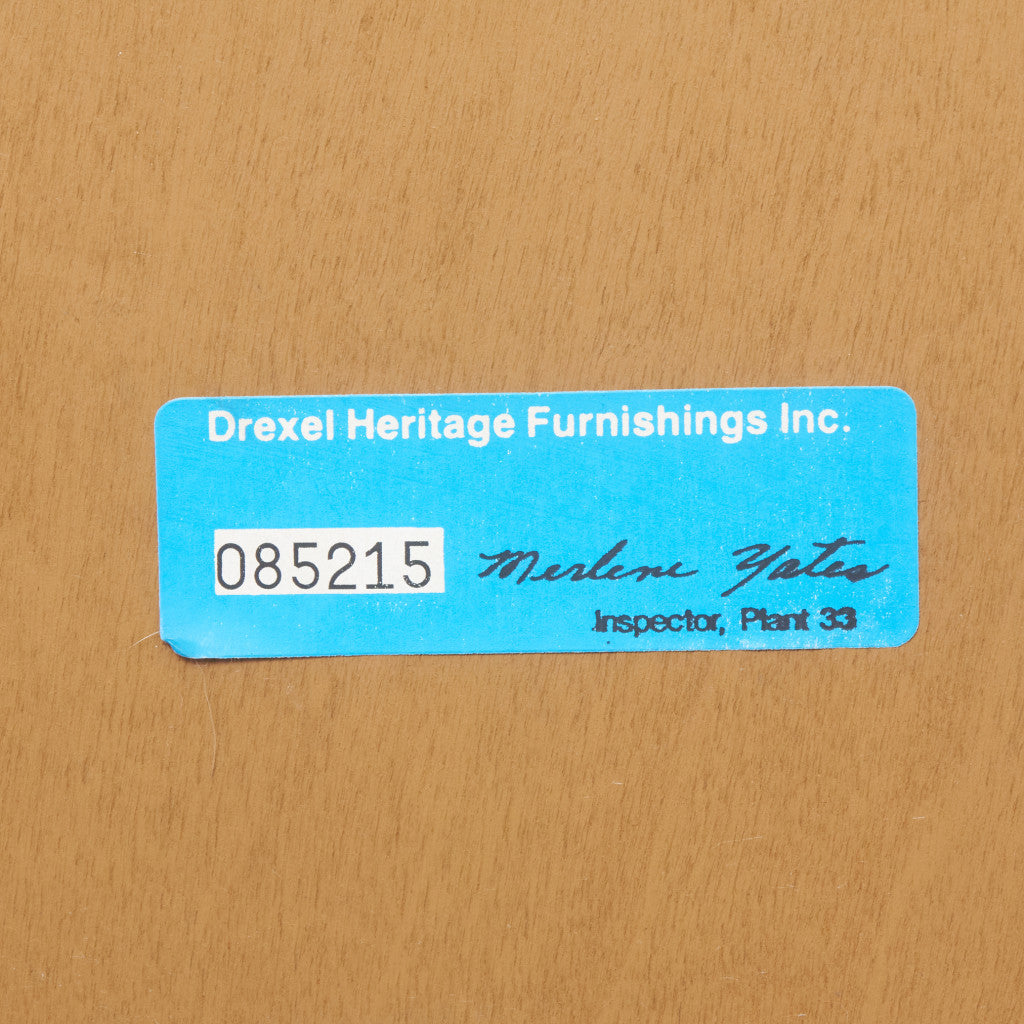 Drexel Heritage Furnishings Inc.
085215 Merlene Yates
Inspector, Plant 33